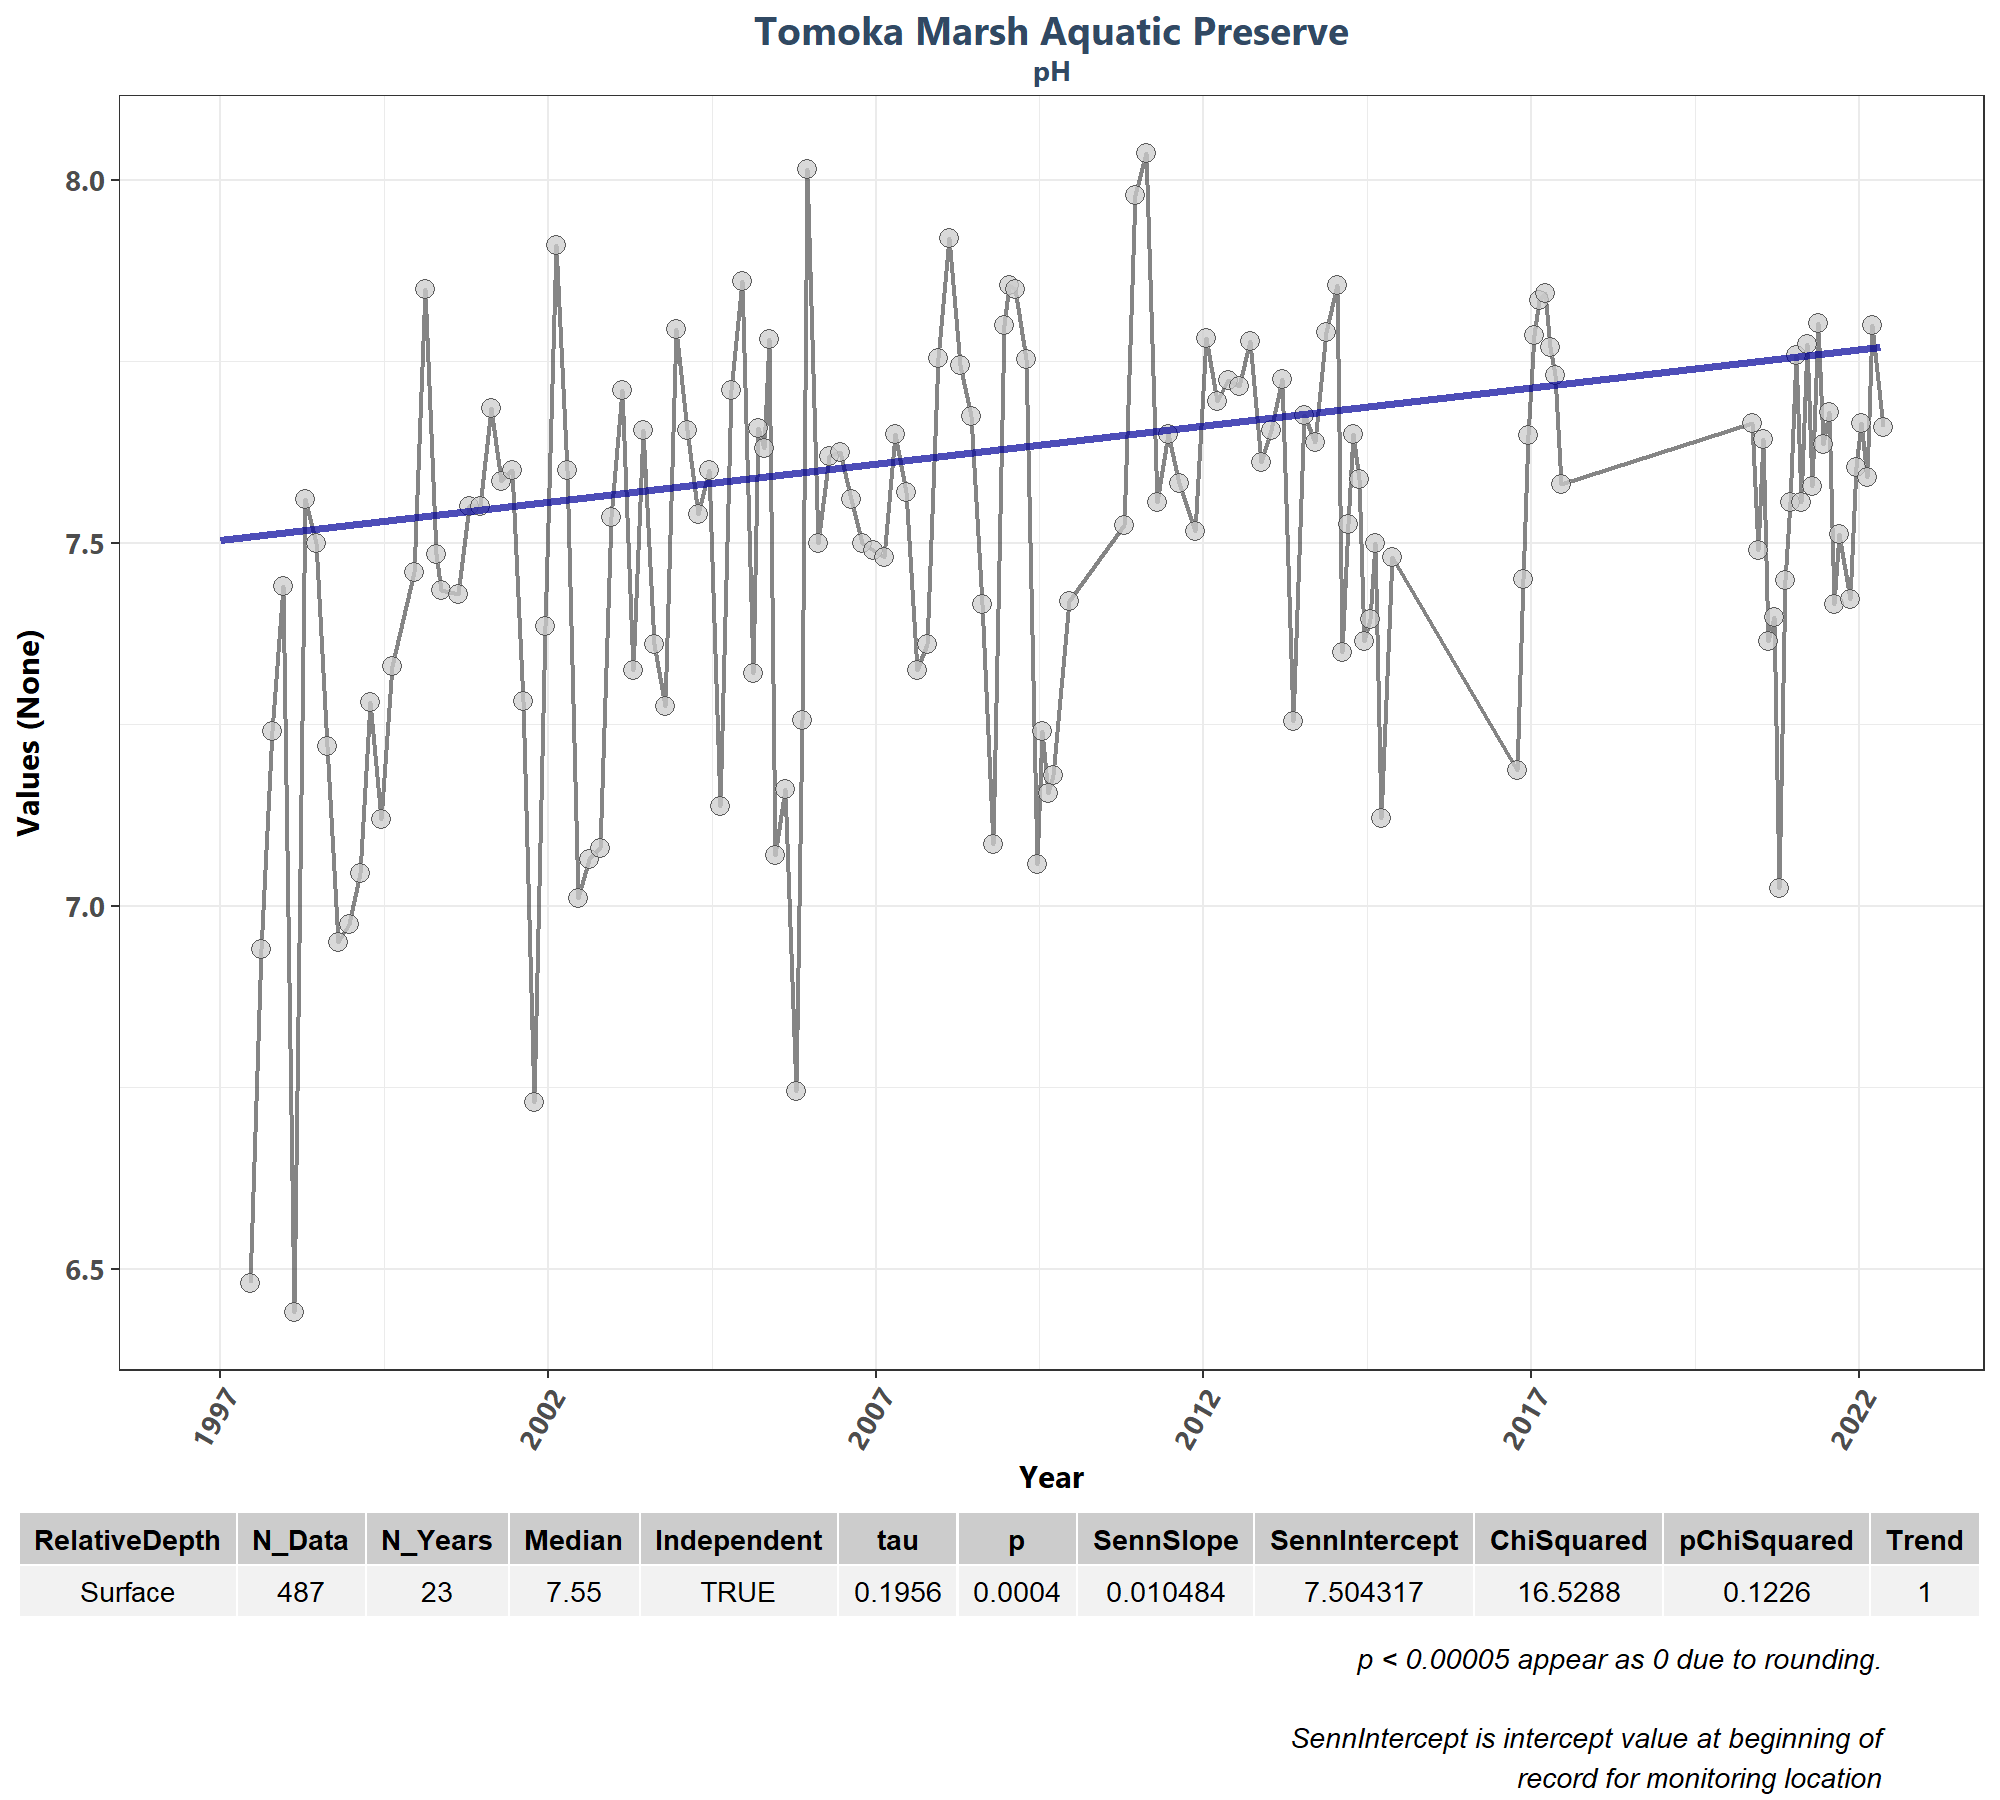 Tomoka Marsh Aquatic Preserve
pH
Values (None)
8.0
7.5
7.0
6.5
1997
2002
2007
2012
2017
2022
Year
RelativeDepth N_Data N_Years Median Independent tau p SennSlope SennIntercept ChiSquared pChiSquared Trend
Surface 487 23 7.55 TRUE 0.1956 0.0004 0.010484 7.504317 16.5288 0.1226 1
p < 0.00005 appear as 0 due to rounding.
SennIntercept is intercept value at beginning of
record for monitoring location